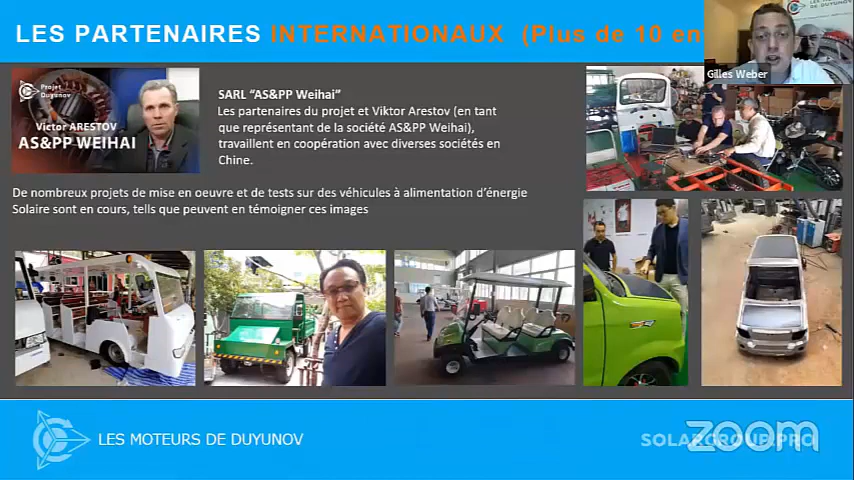 LES PARTENAIRES INTERNATIONAUX (Plus de 10 en
Gilles Weber
Projet
Duyunov
Victor ARESTOV
AS&PP WEIHAI
SARL “AS&PP Weihai”
Les partenaires du projet et Viktor Arestov (en tant
que représentant de la société AS&PP Weihai),
travaillent en coopération avec diverses sociétés en
Chine.
De nombreux projets de mise en oeuvre et de tests sur des véhicules à alimentation d’énergie
Solaire sont en cours, tells que peuvent en témoigner ces images
LES MOTEURS DE DUYUNOV
SOLARGROUP.PRO
zoom